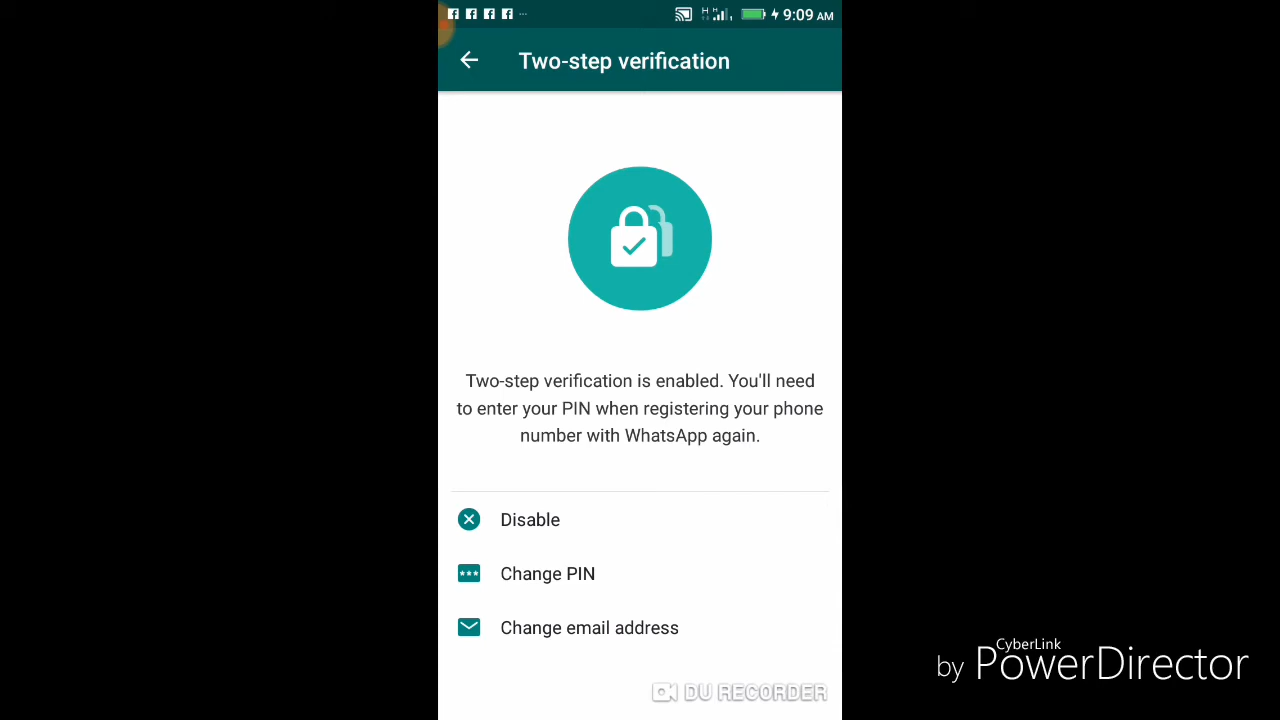 9:09 AM
Two-step verification
Two-step verification is enabled. You'll need
to enter your PIN when registering your phone
number with WhatsApp again.
Disable
Change PIN
Change email address
DU RECORDER
CyberLink
by PowerDirector